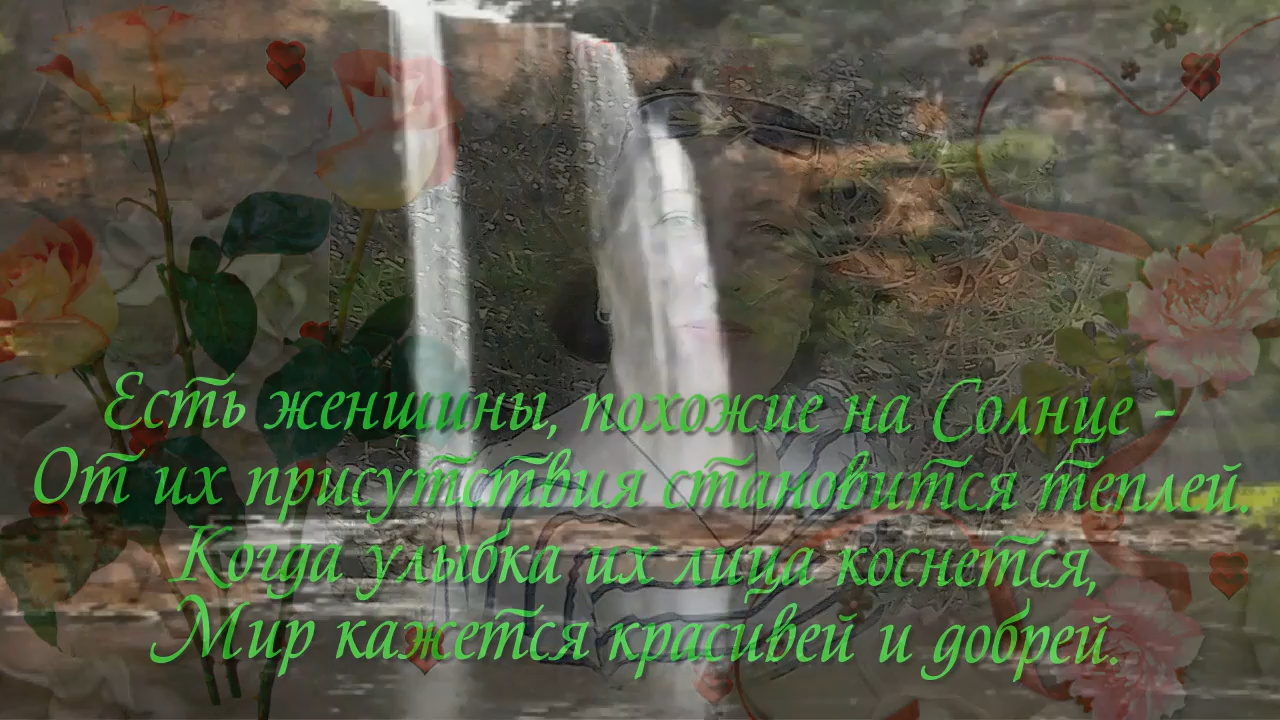 Есть женщины, похожие на Солнце -
От их присутствия становится теплей.
Когда улыбка их лица коснется,
Мир кажется красивей и добрей.